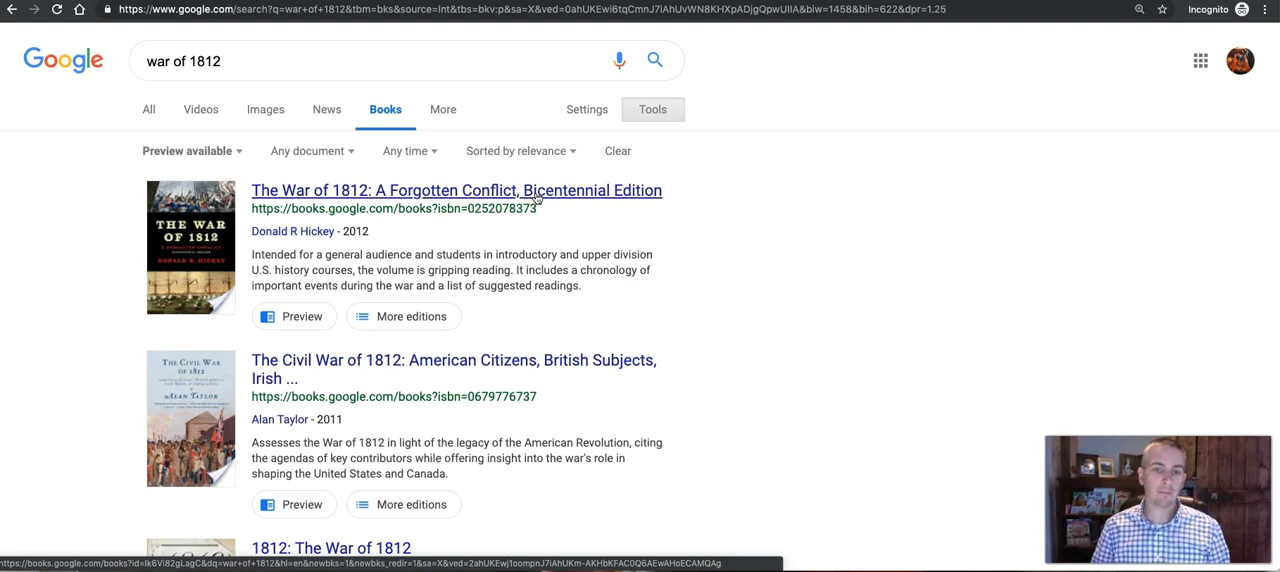 https://www.google.com/search?q=war+of+1812&tbm=bks&source=lnt&tbs=bkv:p&sa=X&ved=0ahUKEwi6tqCmnJ7iAhUvWN8KHXpADjgQpwUIIA&biw=1458&bih=622&dpr=1.25
Incognito
Google
war of 1812
All Videos Images News Books More Settings Tools
Preview available Any document Any time Sorted by relevance Clear
The War of 1812: A Forgotten Conflict, Bicentennial Edition
https://books.google.com/books?isbn=0252078373
Donald R Hickey - 2012
Intended for a general audience and students in introductory and upper division
U.S. history courses, the volume is gripping reading. It includes a chronology of
important events during the war and a list of suggested readings.
Preview More editions
THE WAR
OF 1812
A FORGOTTEN CONFLICT
BICENTENNIAL EDITION
DONALD R. HICKEY
The Civil War of 1812: American Citizens, British Subjects,
Irish ...
https://books.google.com/books?isbn=0679776737
Alan Taylor - 2011
Assesses the War of 1812 in light of the legacy of the American Revolution, citing
the agendas of key contributors while offering insight into the war's role in
shaping the United States and Canada.
Preview More editions
THE CIVIL WAR
OF 1812
ALAN TAYLOR
1812: The War of 1812